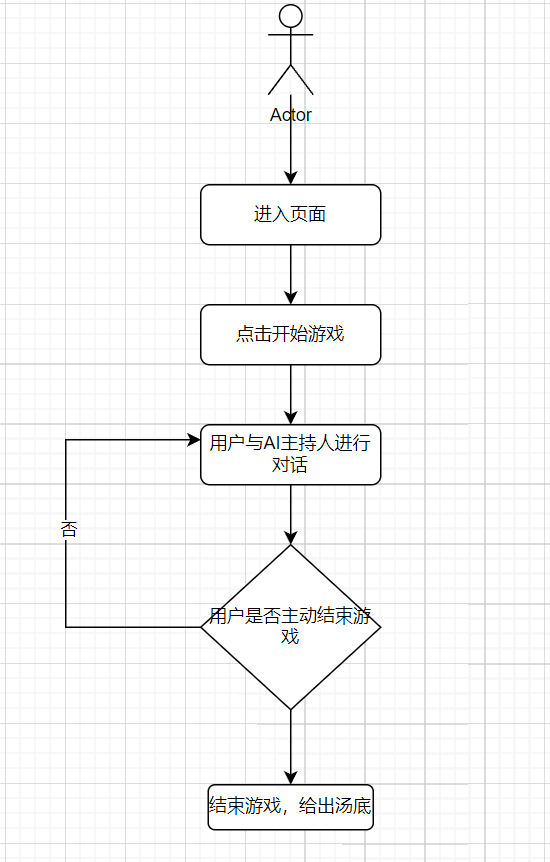 Actor
进入页面
点击开始游戏
用户与AI主持人进行
对话
否
用户是否主动结束游
戏
结束游戏，给出汤底